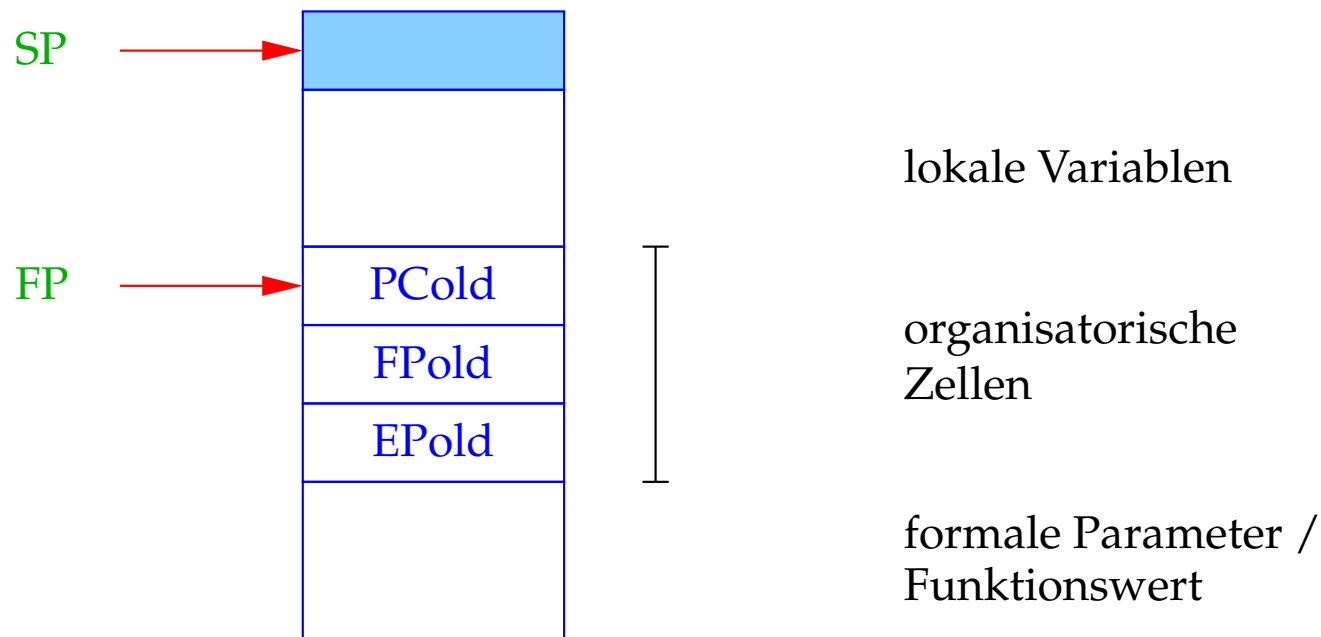 SP
lokale Variablen
FP
PCold
organisatorische
FPold
Zellen
EPold
formale Parameter /
Funktionswert